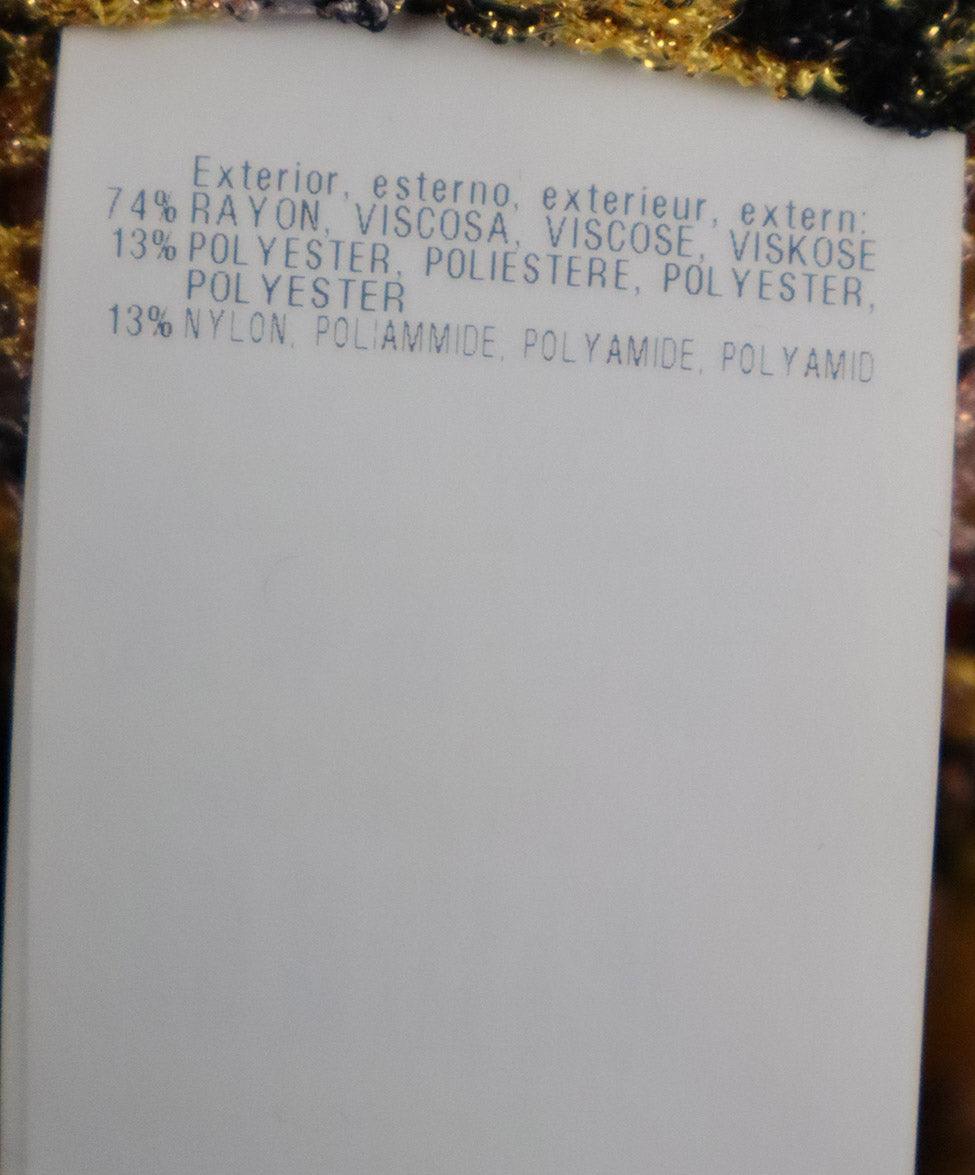 Exterior, esterno, exterieur, extern:
74% RAYON, VISCOSA, VISCOSE, VISKOSE
13% POLYESTER, POLIESTERE, POLYESTER,
POLYESTER
13% NYLON, POLIAMMIDE, POLYAMIDE, POLYAMID